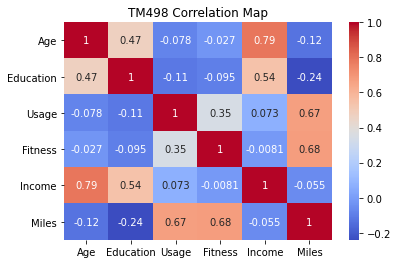 TM498 Correlation Map
Age 1 0.47 -0.078 -0.027 0.79 -0.12
Education 0.47 1 -0.11 -0.095 0.54 -0.24
Usage -0.078 -0.11 1 0.35 0.073 0.67
Fitness -0.027 -0.095 0.35 1 -0.0081 0.68
Income 0.79 0.54 0.073 -0.0081 1 -0.055
Miles -0.12 -0.24 0.67 0.68 -0.055 1
Age Education Usage Fitness Income Miles
1.0
0.8
0.6
0.4
0.2
0.0
−0.2